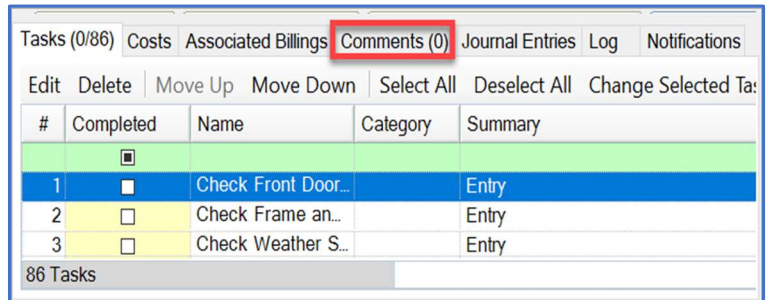 Tasks (0/86) Costs Associated Billings Comments (0) Journal Entries Log Notifications
Edit Delete Move Up Move Down Select All Deselect All Change Selected Tas
# Completed Name Category Summary
1 Check Front Door... Entry
2 Check Frame an... Entry
3 Check Weather S... Entry
86 Tasks